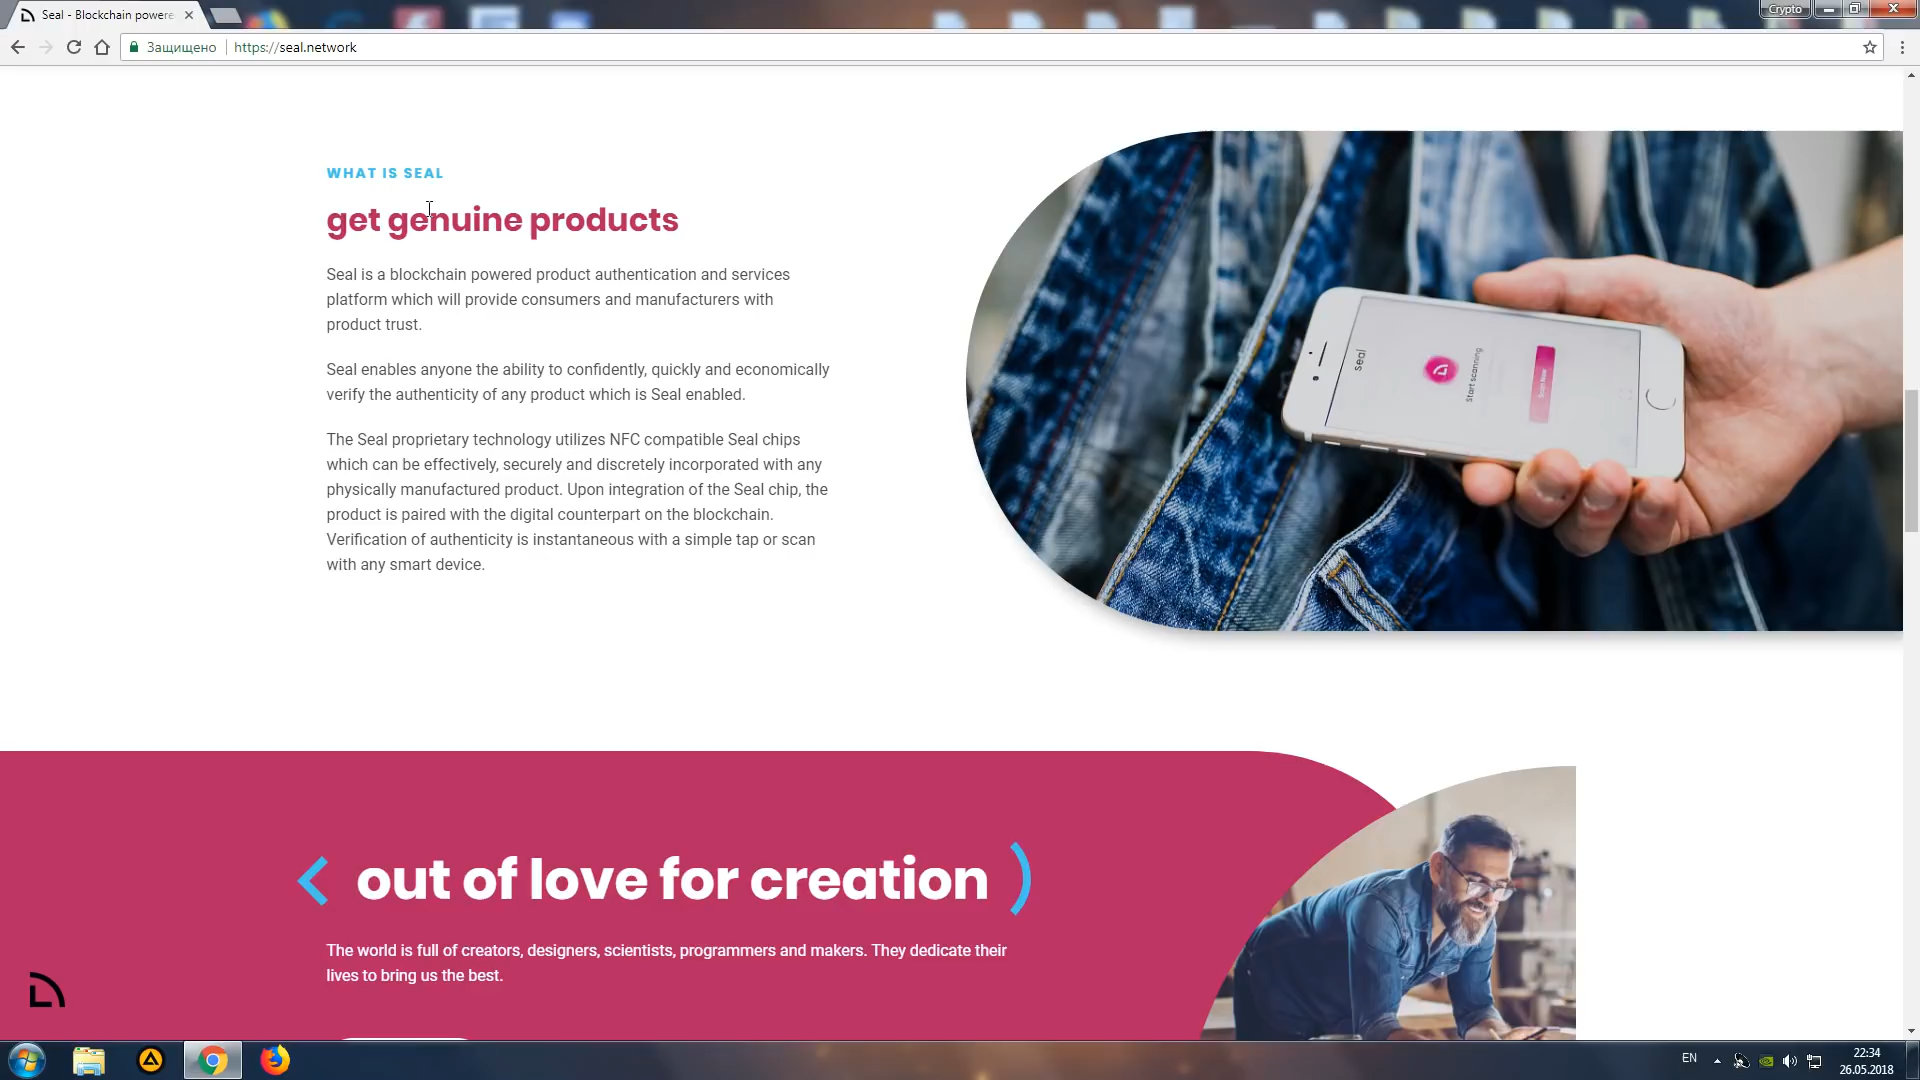 Seal - Blockchain powere
Crypto
Защищено
https://seal.network
WHAT IS SEAL
get genuine products
Seal is a blockchain powered product authentication and services
platform which will provide consumers and manufacturers with
product trust.
Seal enables anyone the ability to confidently, quickly and economically
verify the authenticity of any product which is Seal enabled.
The Seal proprietary technology utilizes NFC compatible Seal chips
which can be effectively, securely and discretely incorporated with any
physically manufactured product. Upon integration of the Seal chip, the
product is paired with the digital counterpart on the blockchain.
Verification of authenticity is instantaneous with a simple tap or scan
with any smart device.
seal
Start scanning
Scan Now
out of love for creation
The world is full of creators, designers, scientists, programmers and makers. They dedicate their
lives to bring us the best.
EN
22:34
26.05.2018